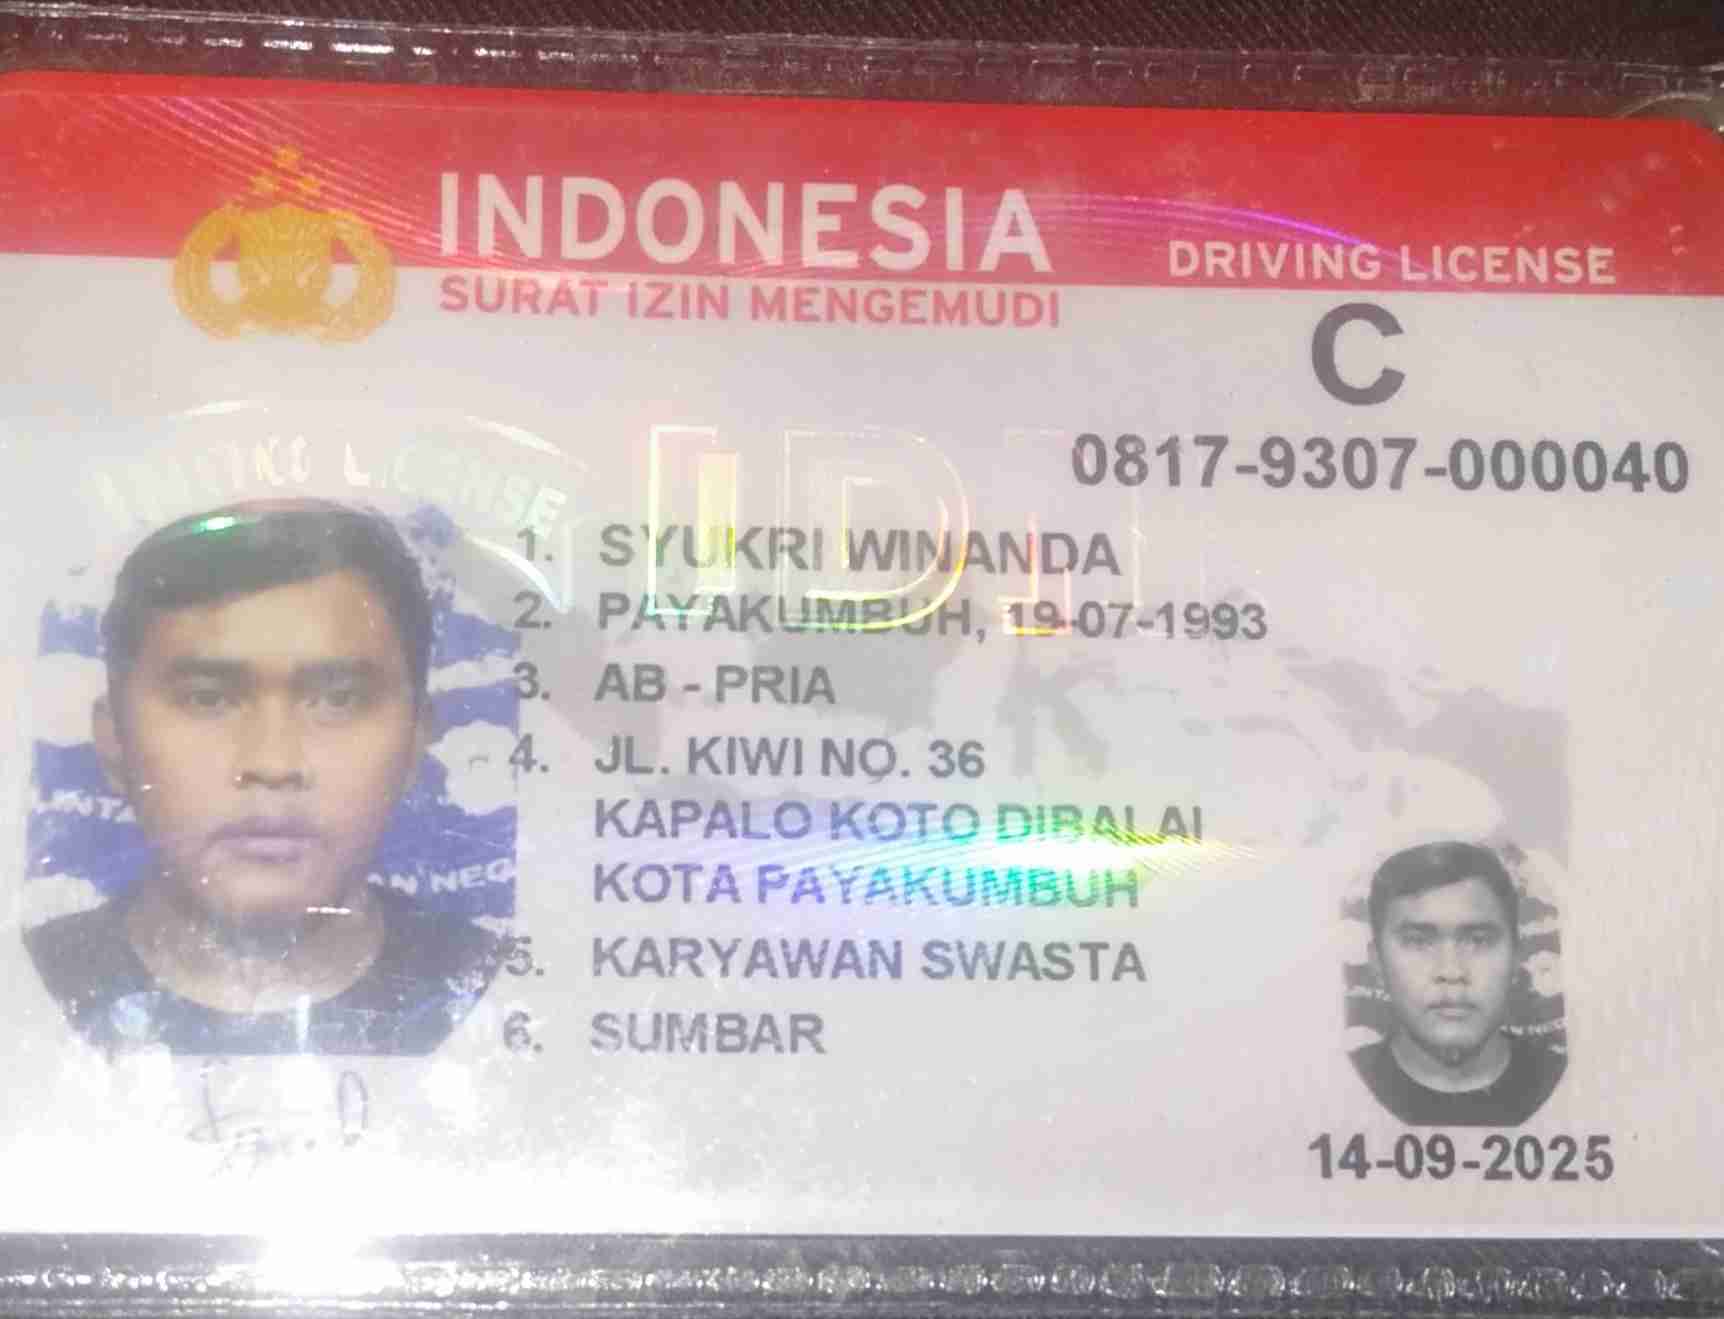 INDONESIA
SURAT IZIN MENGEMUDI
DRIVING LICENSE
C
0817-9307-000040
DRIVING LICENSE
1. SYUKRI WINANDA
2. PAYAKUMBUH, 19-07-1993
3. AB - PRIA
4. JL. KIWI NO. 36
KAPALO KOTO DIBALAI
KOTA PAYAKUMBUH
5. KARYAWAN SWASTA
6. SUMBAR
14-09-2025